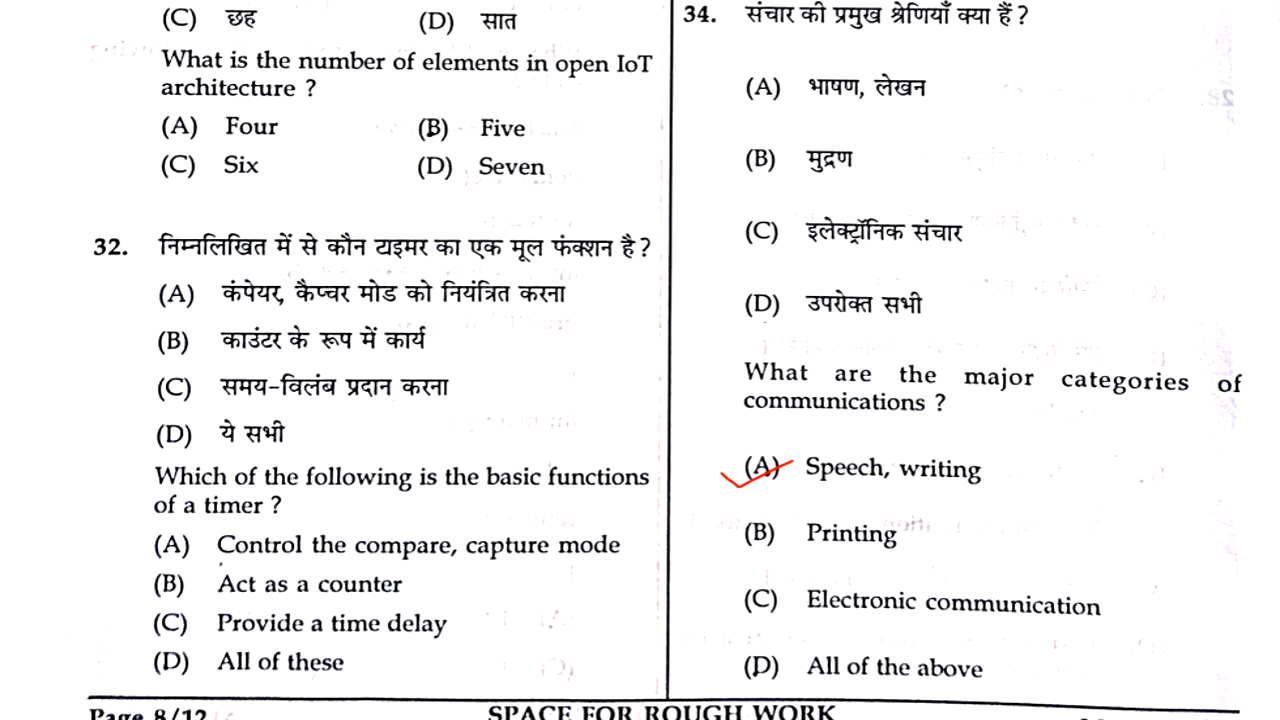 (C) छह (D) सात
What is the number of elements in open IoT
architecture ?
(A) Four (B) Five
(C) Six (D) Seven
32. निम्नलिखित में से कौन टाइमर का एक मूल फंक्शन है ?
(A) कंपेयर, कैप्चर मोड को नियंत्रित करना
(B) काउंटर के रूप में कार्य
(C) समय-विलंब प्रदान करना
(D) ये सभी
Which of the following is the basic functions
of a timer ?
(A) Control the compare, capture mode
(B) Act as a counter
(C) Provide a time delay
(D) All of these
34. संचार की प्रमुख श्रेणियाँ क्या हैं ?
(A) भाषण, लेखन
(B) मुद्रण
(C) इलेक्ट्रॉनिक संचार
(D) उपरोक्त सभी
What are the major categories of
communications ?
(A) Speech, writing
(B) Printing
(C) Electronic communication
(D) All of the above
Page 8/12 SPACE FOR ROUGH WORK